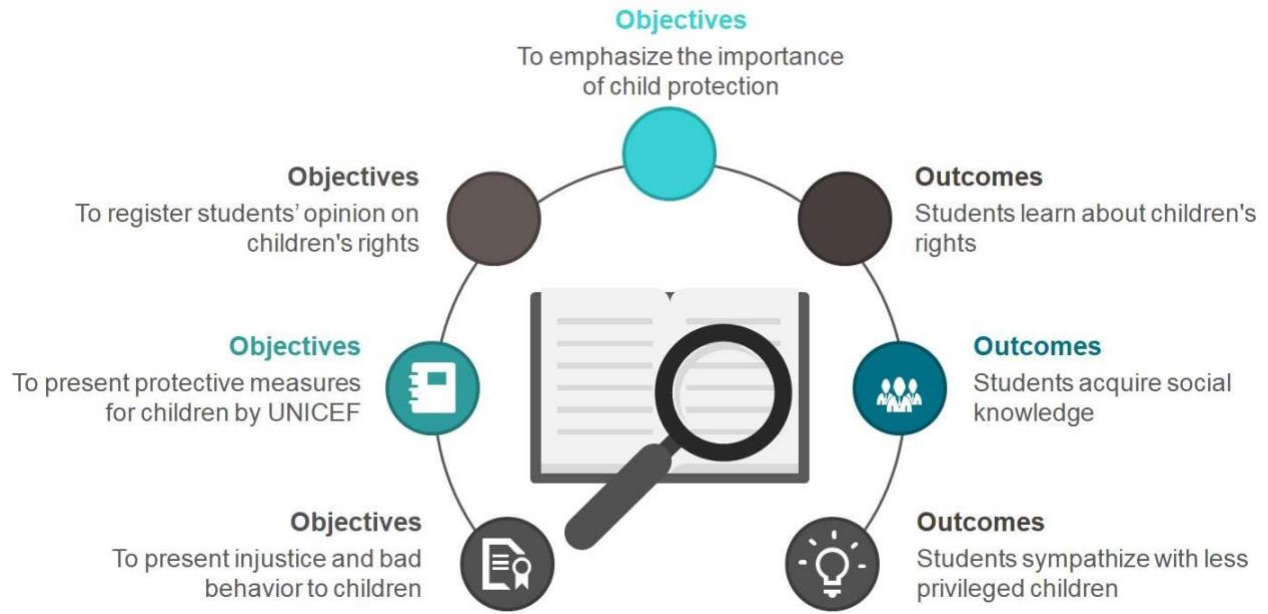 Objectives
To emphasize the importance
of child protection
Objectives
To register students’ opinion on
children's rights
Outcomes
Students learn about children's
rights
Objectives
To present protective measures
for children by UNICEF
Outcomes
Students acquire social
knowledge
Objectives
To present injustice and bad
behavior to children
Outcomes
Students sympathize with less
privileged children